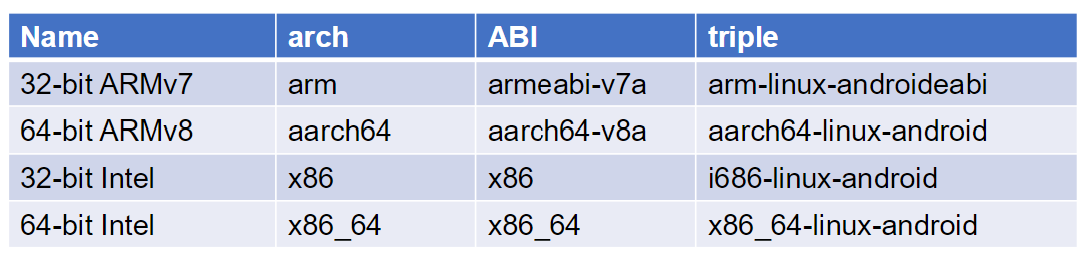 Name arch ABI triple
32-bit ARMv7 arm armeabi-v7a arm-linux-androideabi
64-bit ARMv8 aarch64 aarch64-v8a aarch64-linux-android
32-bit Intel x86 x86 i686-linux-android
64-bit Intel x86_64 x86_64 x86_64-linux-android